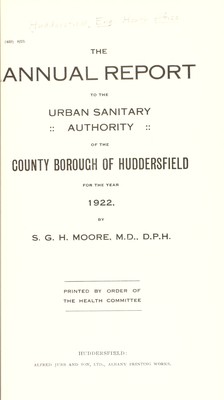 THE
ANNUAL REPORT
TO THE
URBAN SANITARY
:: AUTHORITY ::
OF THE
COUNTY BOROUGH OF HUDDERSFIELD
FOR THE YEAR
1922,
BY
S. G. H. MOORE, M.D., D.P.H.
PRINTED BY ORDER OF
THE HEALTH COMMITTEE
HUDDERSFIELD:
ALFRED JUBB AND SON, LTD., PRINTING WORKS.